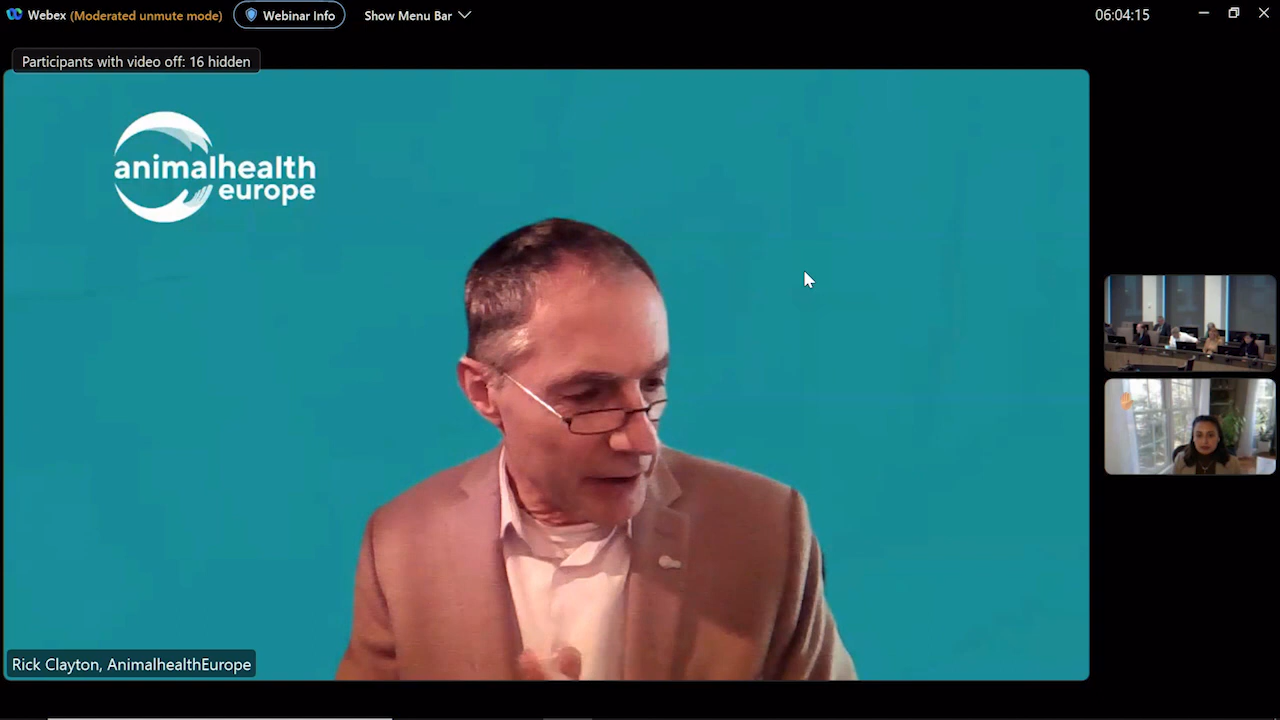 Webex (Moderated unmute mode) Webinar Info Show Menu Bar 06:04:15
Participants with video off: 16 hidden
animalhealth
europe
Rick Clayton, AnimalhealthEurope